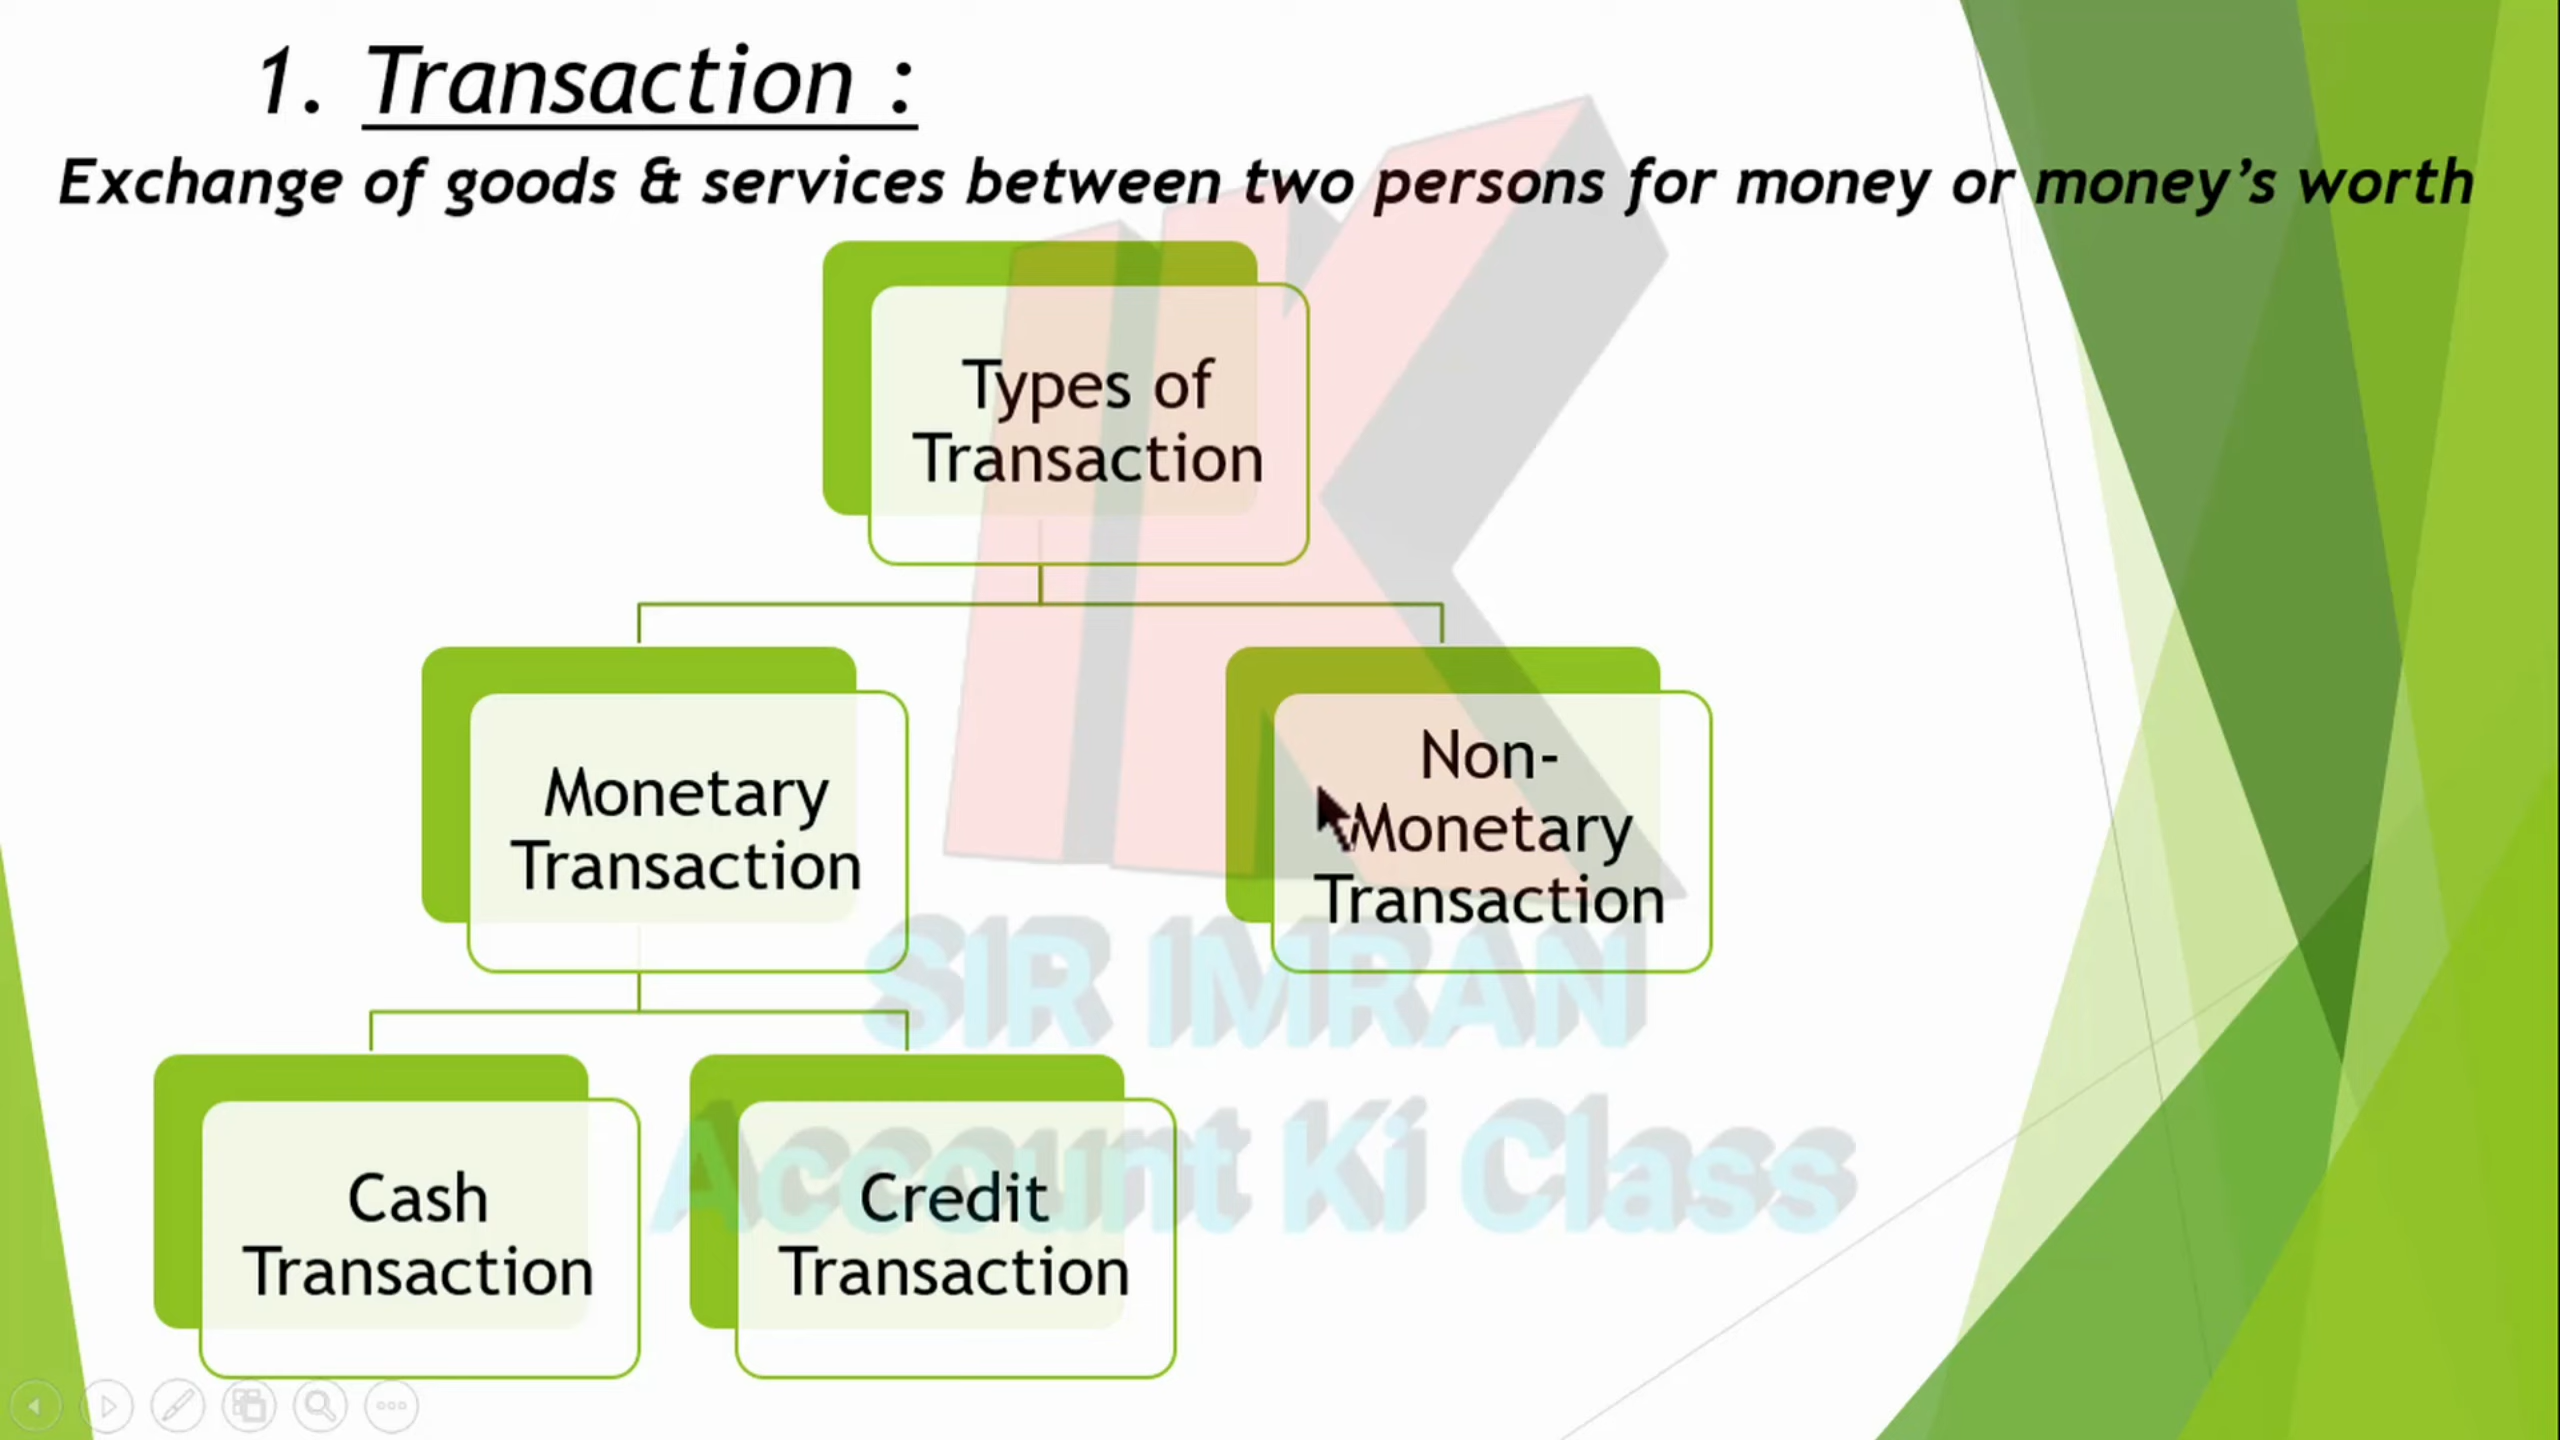 1. Transaction :
Exchange of goods & services between two persons for money or money’s worth
Types of
Transaction
Monetary
Transaction
Non-
Monetary
Transaction
SIR IMRAN
Account Ki Class
Cash
Transaction
Credit
Transaction